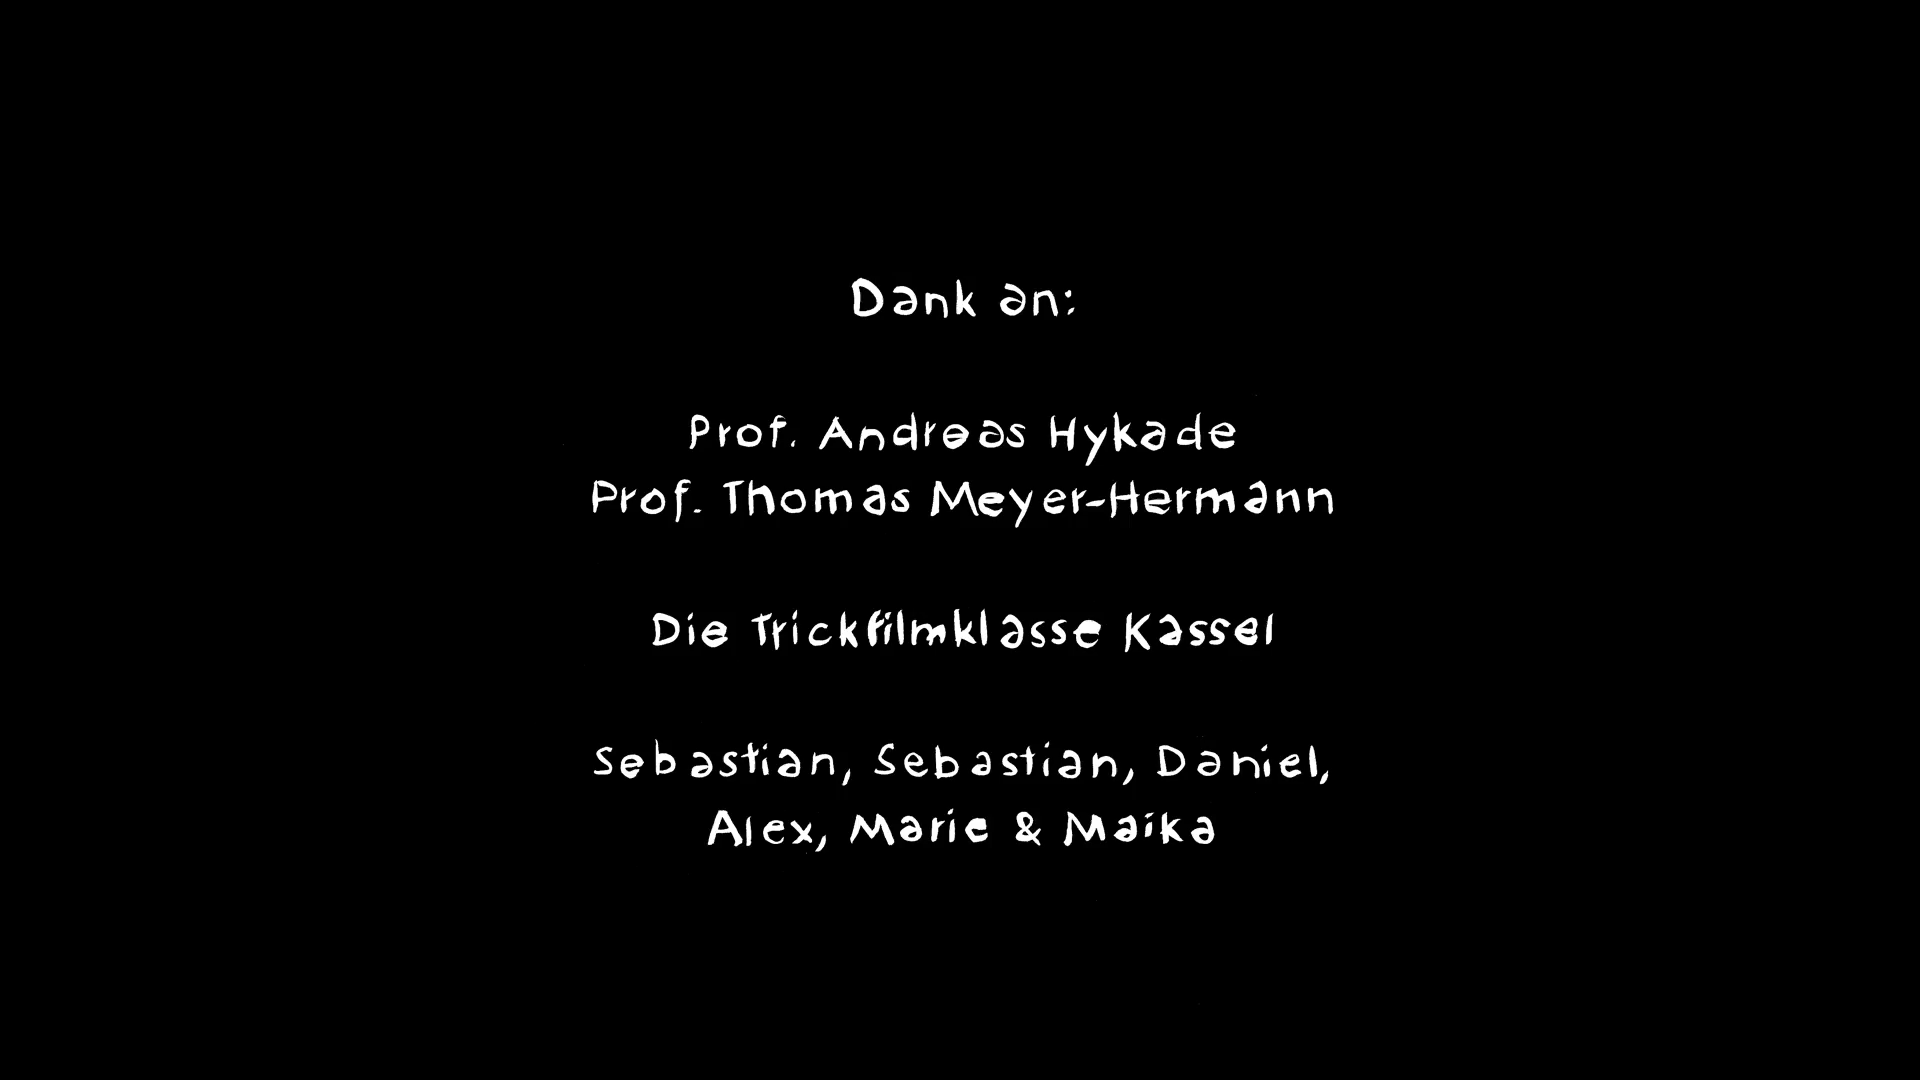 Dank an:
Prof. Andreas Hykade
Prof. Thomas Meyer-Hermann
Die Trickfilmklasse Kassel
Sebastian, Sebastian, Daniel,
Alex, Marie & Maika